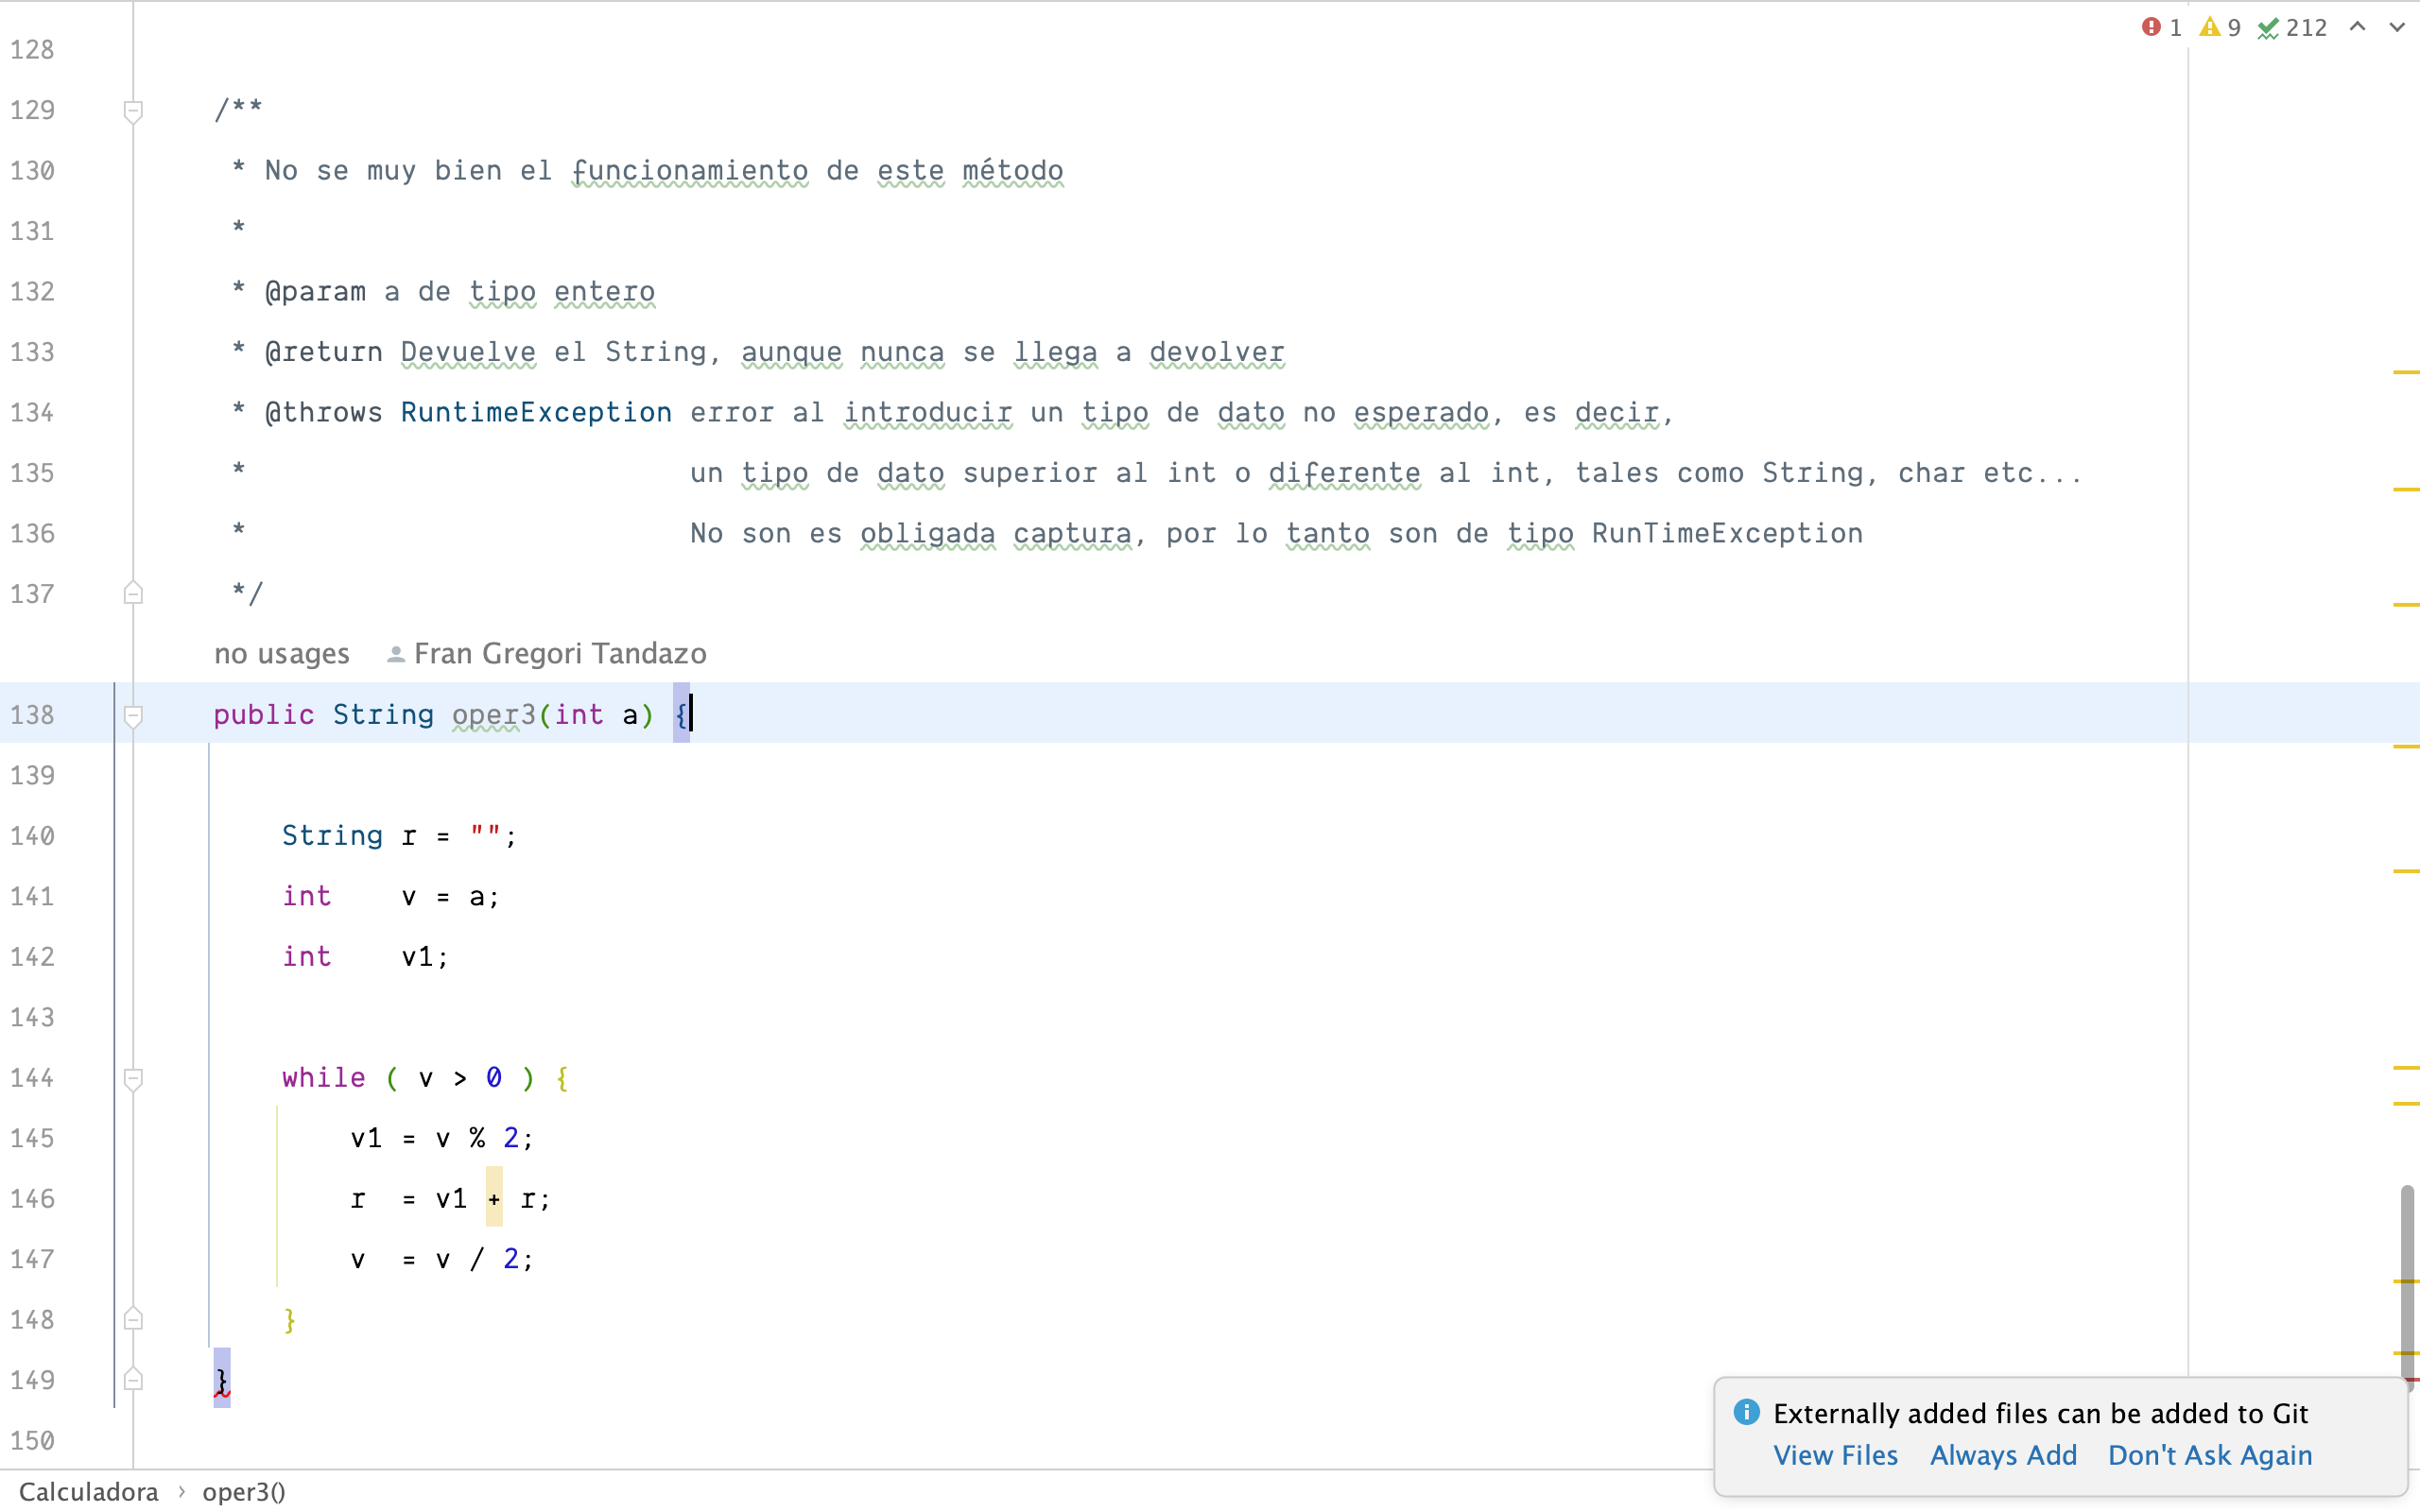 1 9 212
128
129 /**
130 * No se muy bien el funcionamiento de este método
131 *
132 * @param a de tipo entero
133 * @return Devuelve el String, aunque nunca se llega a devolver
134 * @throws RuntimeException error al introducir un tipo de dato no esperado, es decir,
135 * un tipo de dato superior al int o diferente al int, tales como String, char etc...
136 * No son es obligada captura, por lo tanto son de tipo RunTimeException
137 */
no usages Fran Gregori Tandazo
138 public String oper3(int a) {
139
140 String r = "";
141 int v = a;
142 int v1;
143
144 while ( v > 0 ) {
145 v1 = v % 2;
146 r = v1 + r;
147 v = v / 2;
148 }
149 }
150
Externally added files can be added to Git
View Files Always Add Don't Ask Again
Calculadora › oper3()